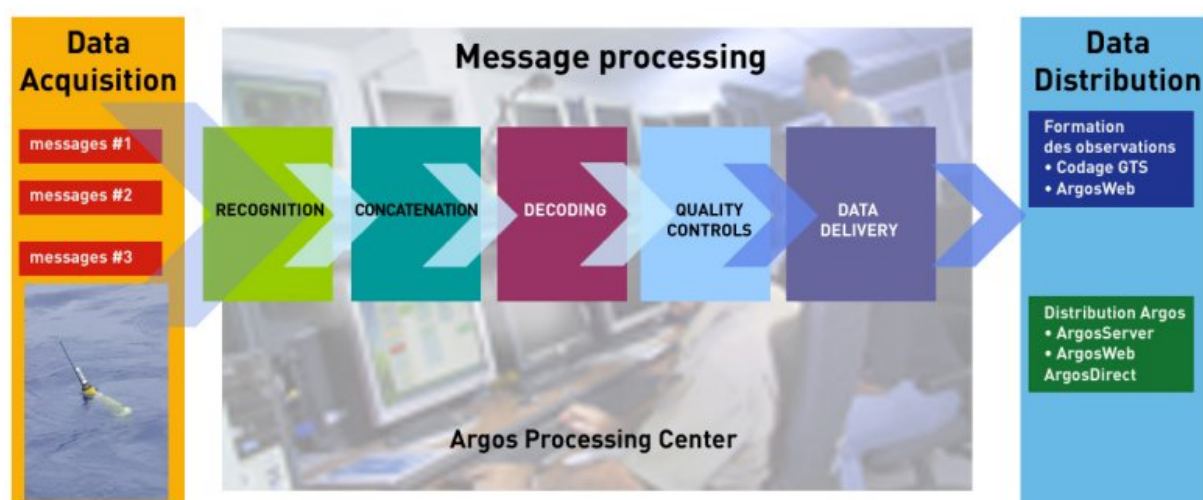 Data
Acquisition
messages #1
messages #2
messages #3
Message processing
RECOGNITION
CONCATENATION
DECODING
QUALITY
CONTROLS
DATA
DELIVERY
Argos Processing Center
Data
Distribution
Formation
des observations
• Codage GTS
• ArgosWeb
Distribution Argos
• ArgosServer
• ArgosWeb
ArgosDirect